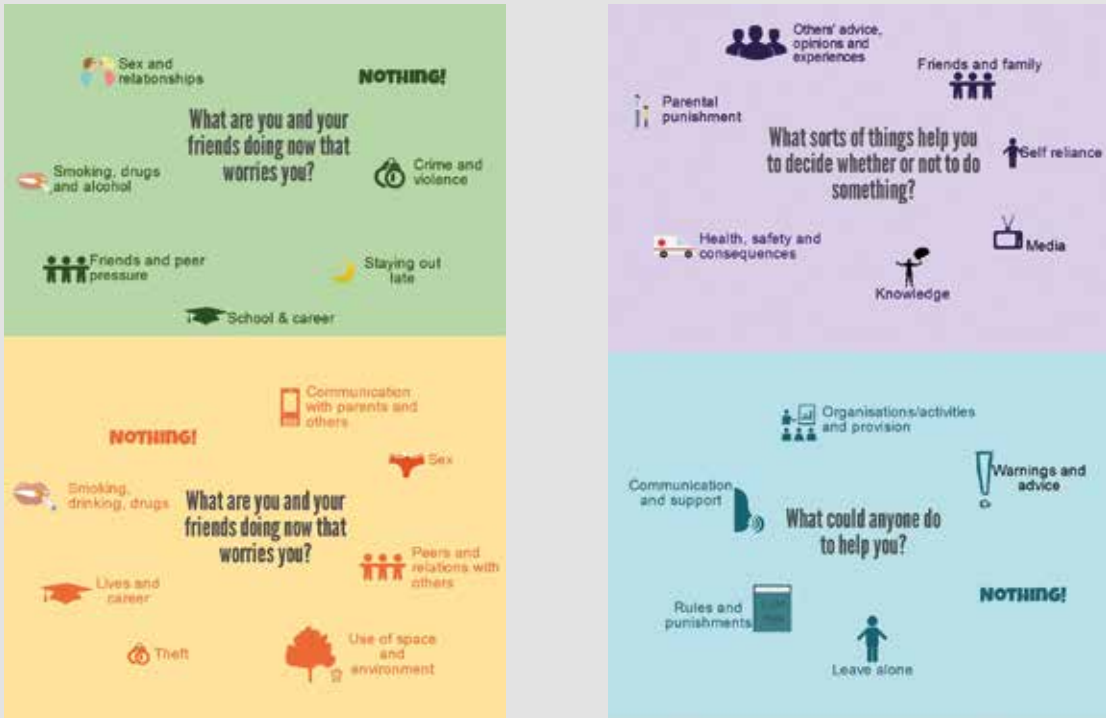 Sex and
relationships
NOTHING!
What are you and your
friends doing now that
worries you?
Smoking, drugs
and alcohol
Crime and
violence
Friends and peer
pressure
Staying out
late
School & career
Others' advice,
opinions and
experiences
Friends and family
Parental
punishment
What sorts of things help you
to decide whether or not to do
something?
Self reliance
Health, safety and
consequences
Media
Knowledge
Communication
with parents and
others
NOTHING!
Sex
Smoking,
drinking, drugs
What are you and your
friends doing now that
worries you?
Peers and
relations with
others
Lives and
career
Theft
Use of space
and
environment
Organisations/activities
and provision
Warnings and
advice
Communication
and support
What could anyone do
to help you?
NOTHING!
Rules and
punishments
Leave alone